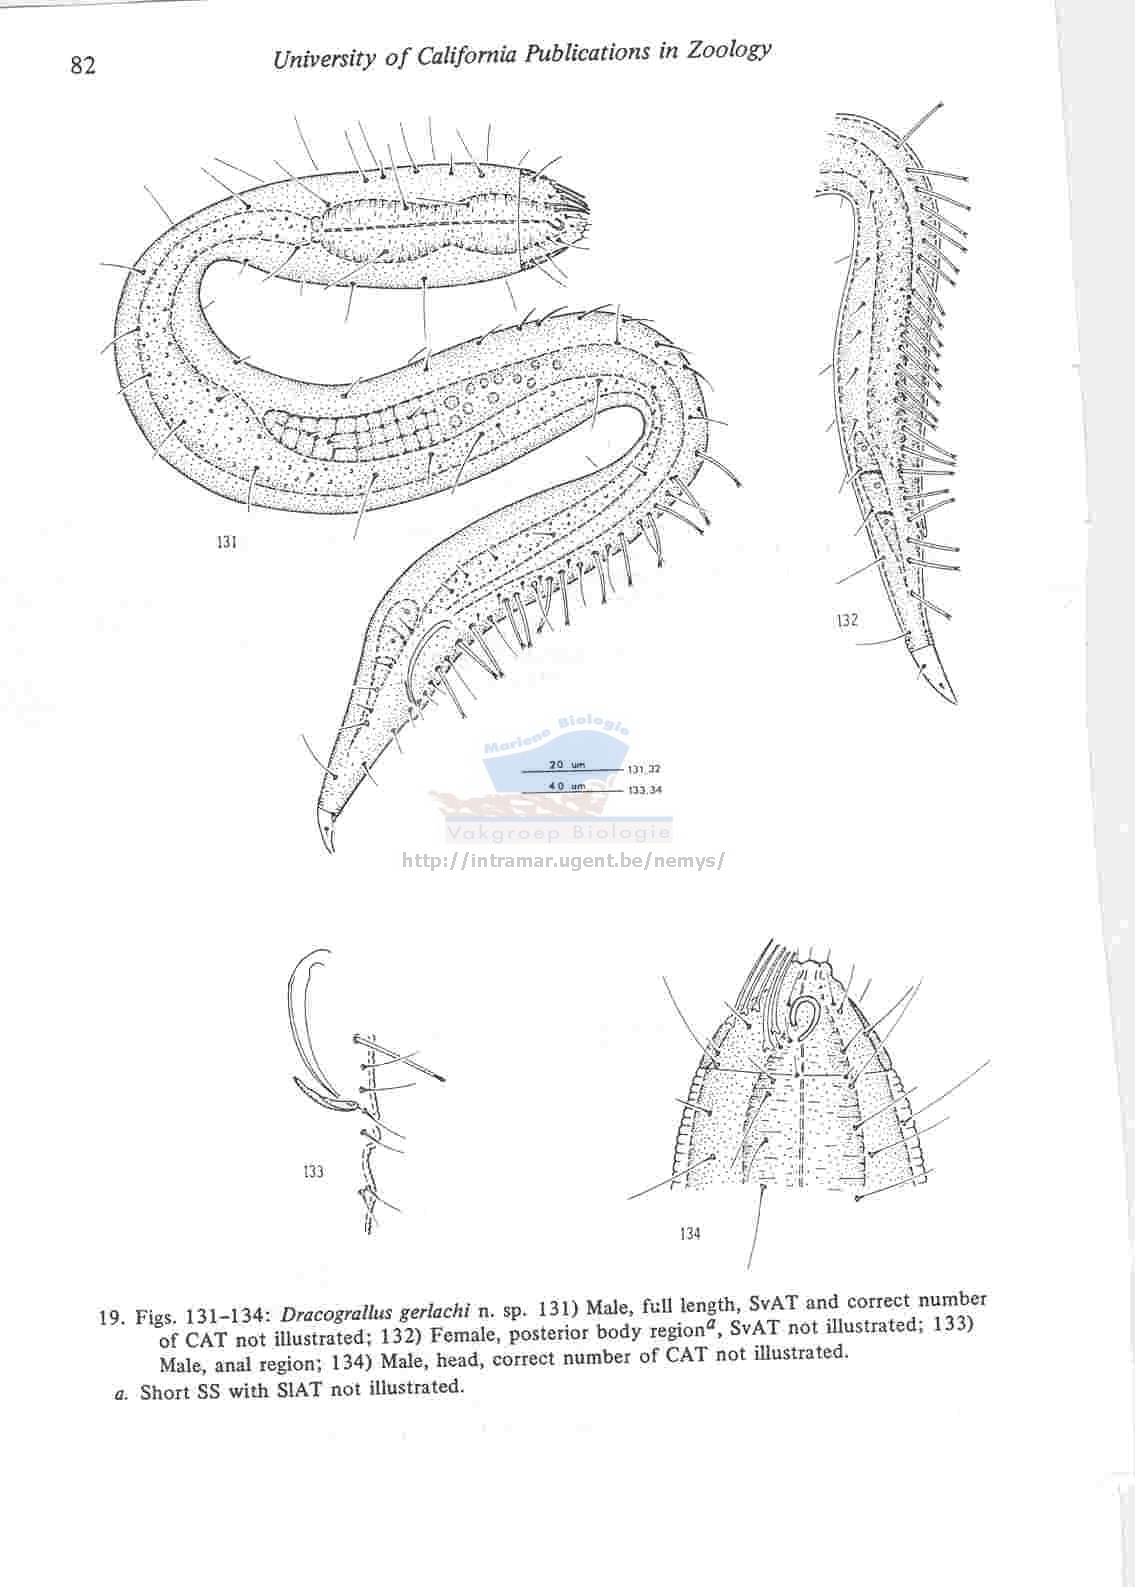 82
University of California Publications in Zoology
131
132
Mariene Biologie
20 um 131,32
40 um 133,34
Vakgroep Biologie
http://intramar.ugent.be/nemys/
133
134
19. Figs. 131–134: Dracograllus gerlachi n. sp. 131) Male, full length, SvAT and correct number
of CAT not illustrated; 132) Female, posterior body regionᵃ, SvAT not illustrated; 133)
Male, anal region; 134) Male, head, correct number of CAT not illustrated.
a. Short SS with SlAT not illustrated.